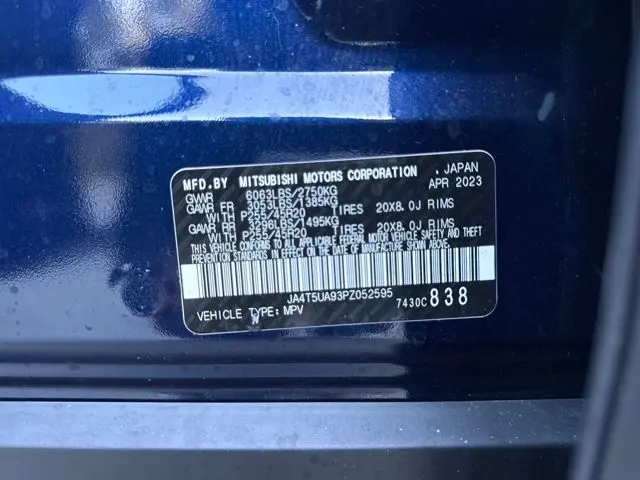 MFD.BY MITSUBISHI MOTORS CORPORATION . JAPAN
GVWR 6063LBS/2750KG APR 2023
GAWR FR 3053LBS/1385KG
WITH P255/45R20 TIRES 20X8.0J RIMS
GAWR RR 3296LBS/1495KG
WITH P255/45R20 TIRES 20X8.0J RIMS
THIS VEHICLE CONFORMS TO ALL APPLICABLE FEDERAL MOTOR VEHICLE SAFETY
STANDARDS IN EFFECT ON THE DATE OF MANUFACTURE SHOWN ABOVE.
JA4T5UA93PZ052595
VEHICLE TYPE:MPV 7430C 838